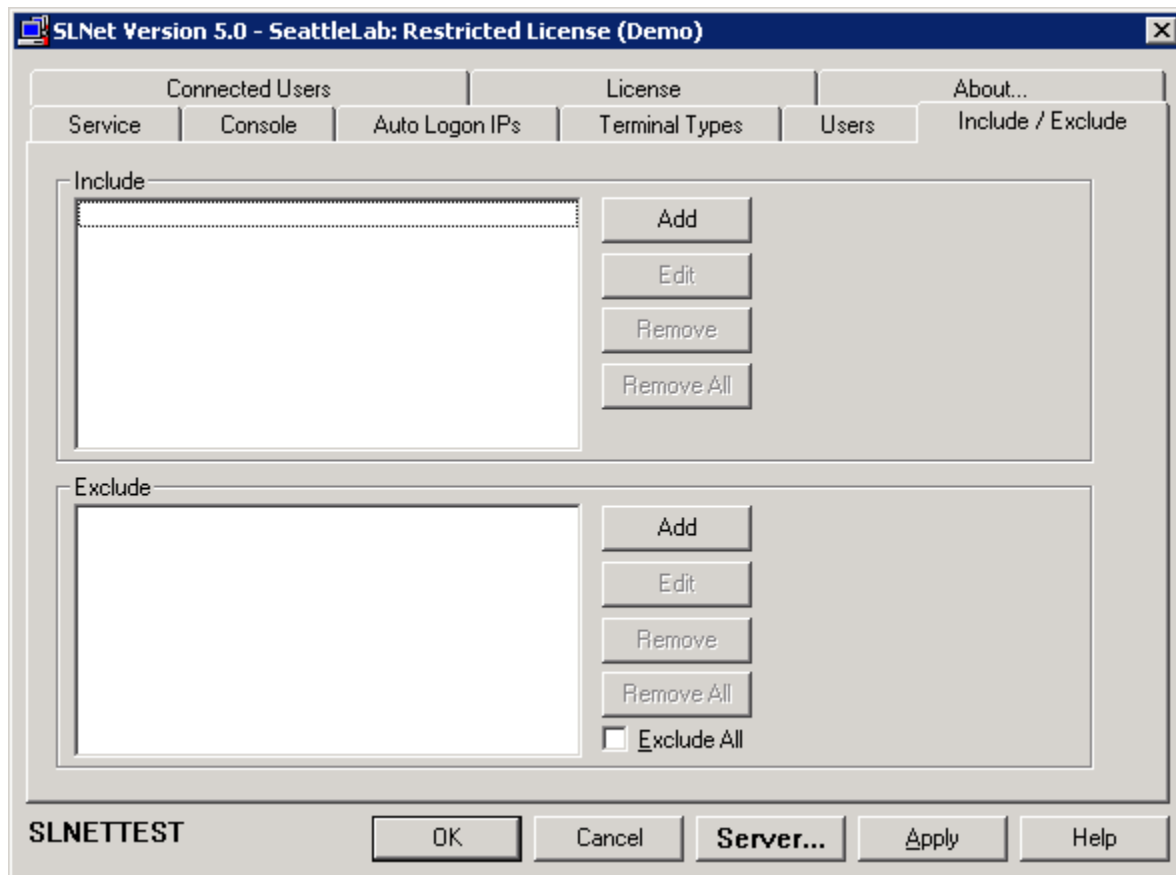 SLNet Version 5.0 - SeattleLab: Restricted License (Demo)
Connected Users License About...
Service Console Auto Logon IPs Terminal Types Users Include / Exclude
Include
Add
Edit
Remove
Remove All
Exclude
Add
Edit
Remove
Remove All
Exclude All
SLNETTEST OK Cancel Server... Apply Help